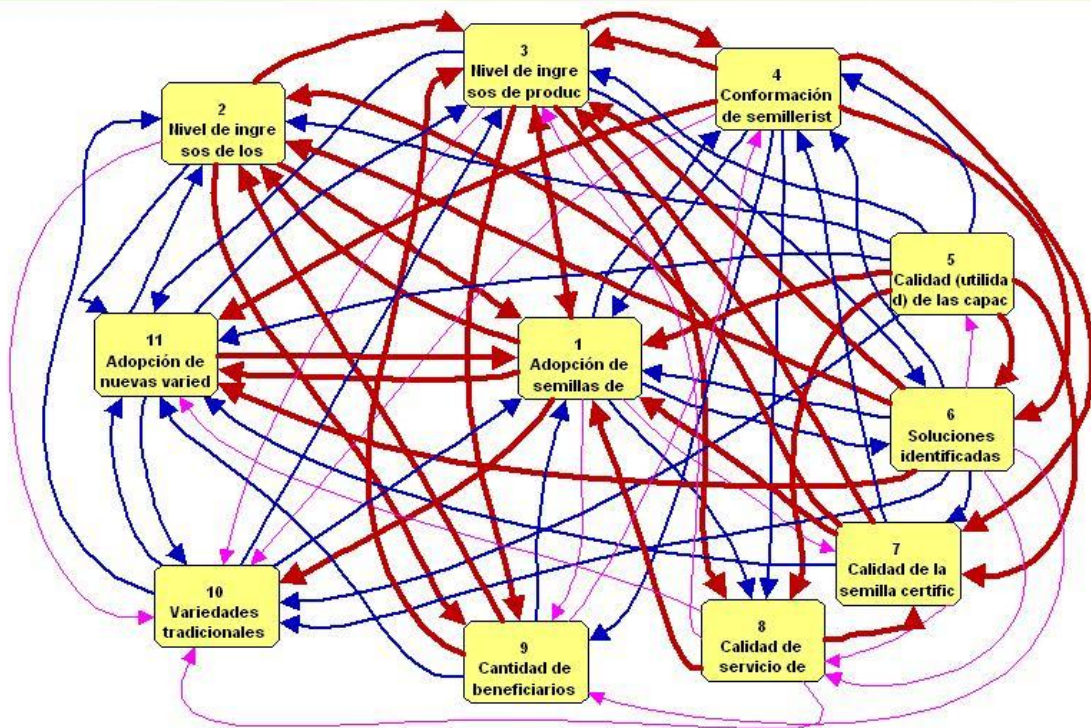 2
Nivel de ingre
sos de los
3
Nivel de ingre
sos de produc
4
Conformación
de semillerist
5
Calidad (utilida
d) de las capac
11
Adopción de
nuevas varied
1
Adopción de
semillas de
6
Soluciones
identificadas
7
Calidad de la
semilla certific
10
Variedades
tradicionales
9
Cantidad de
beneficiarios
8
Calidad de
servicio de